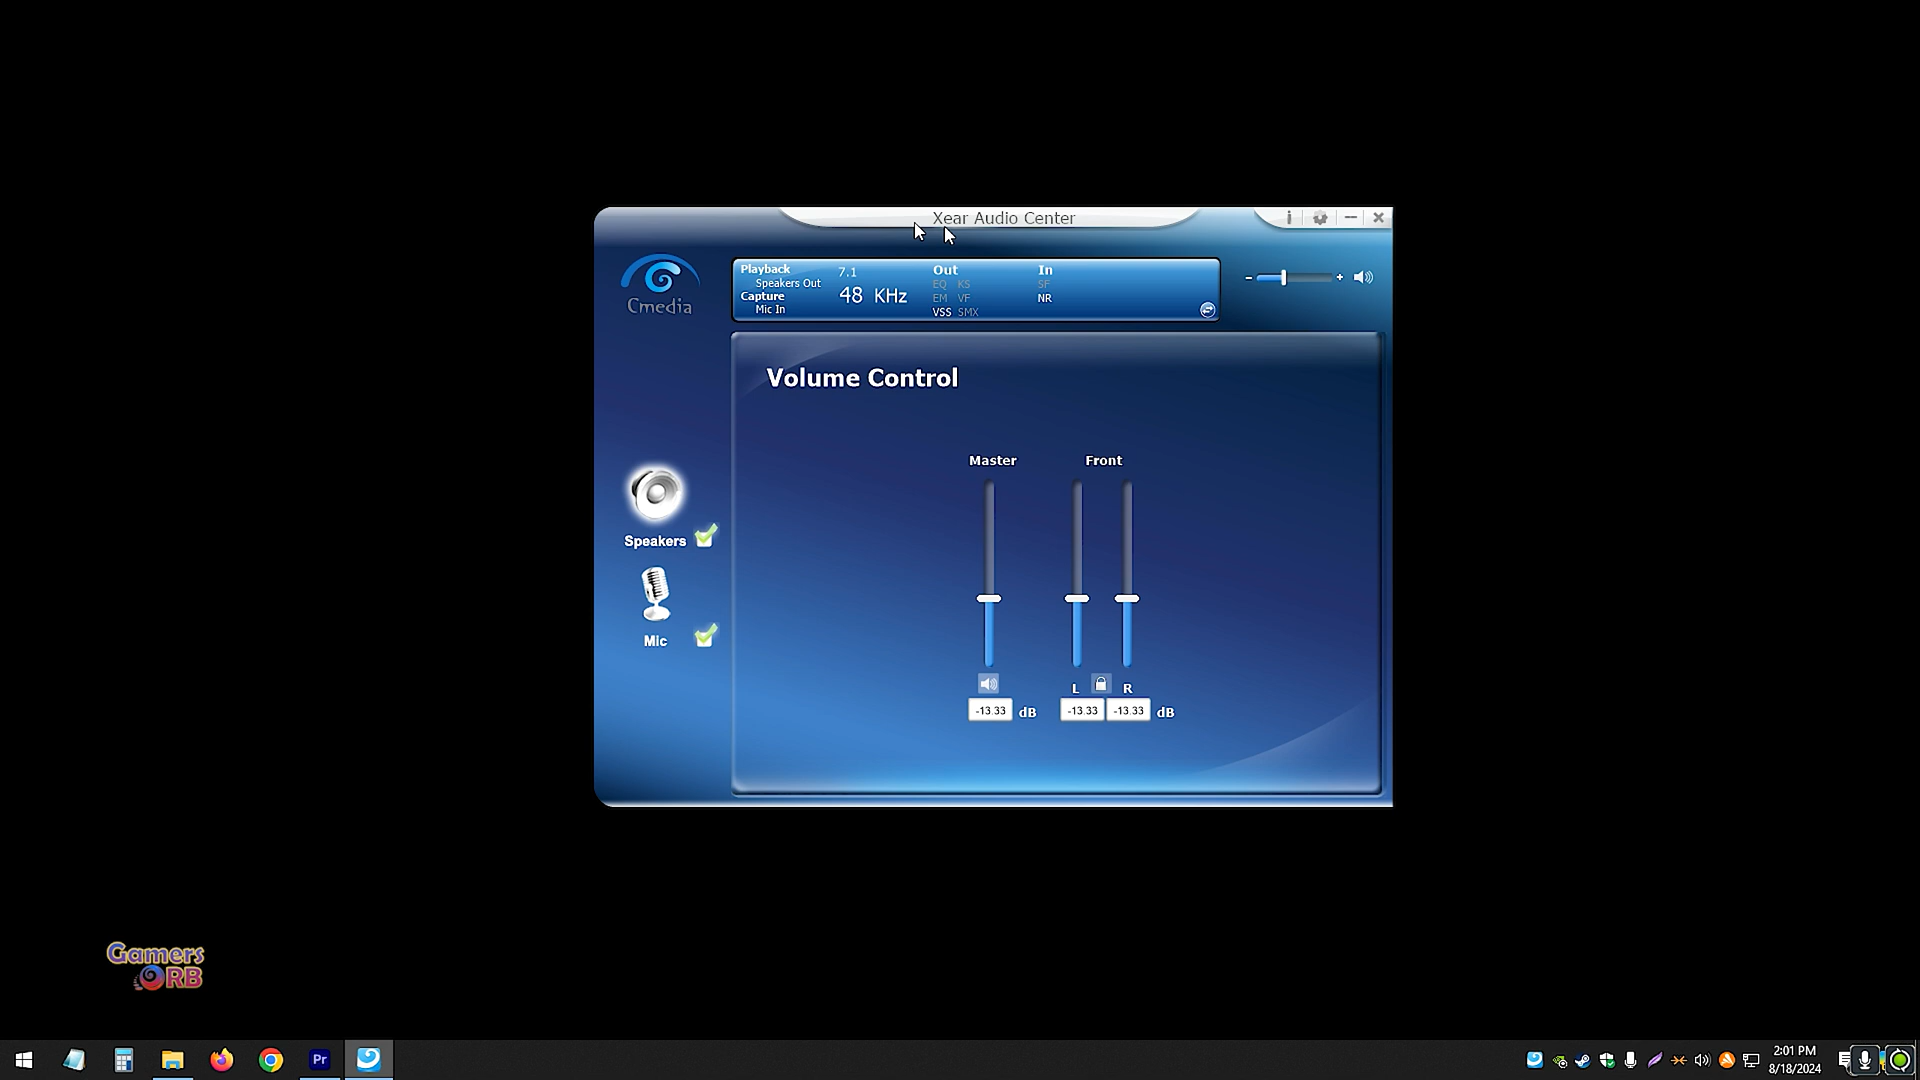 Xear Audio Center
i
Cmedia
Playback
Speakers Out
Capture
Mic In
7.1
48 KHz
Out
EQ KS
EM VF
VSS SMX
In
SF
NR
- +
Volume Control
Master Front
Speakers
Mic
L R
-13.33 dB -13.33 -13.33 dB
Gamers
ORB
Pr
2:01 PM
8/18/2024